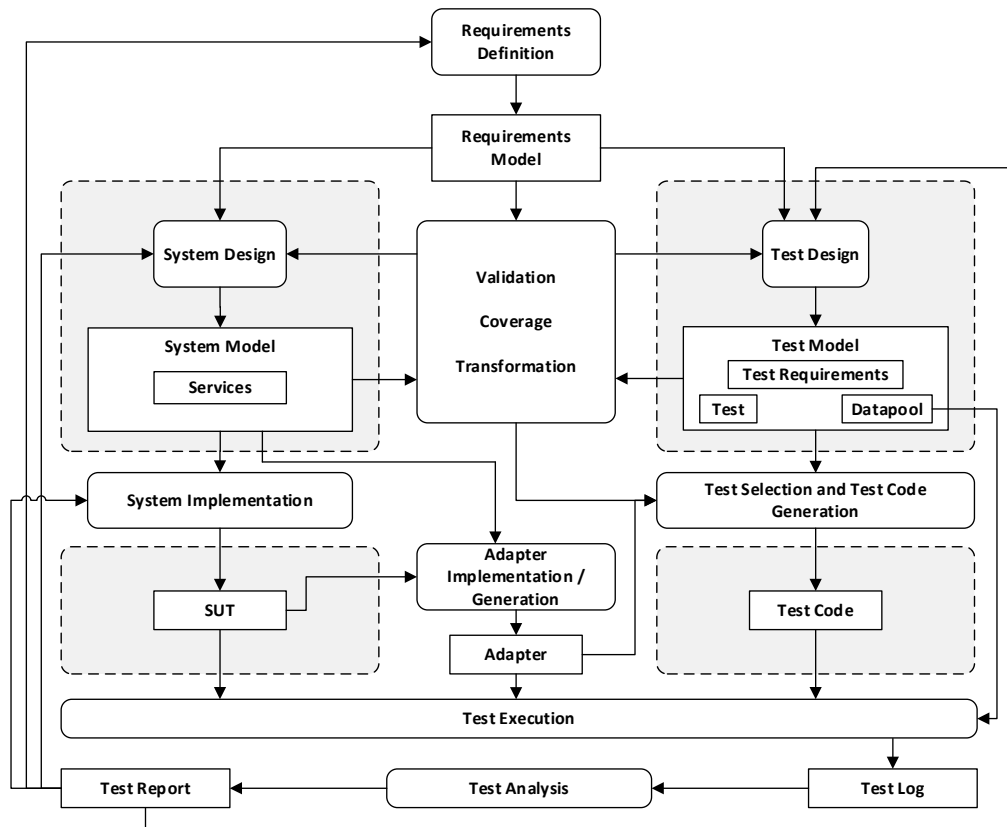 Requirements
Definition
Requirements
Model
System Design
Validation
Coverage
Transformation
Test Design
System Model
Services
Test Model
Test Requirements
Test
Datapool
System Implementation
Test Selection and Test Code
Generation
Adapter
Implementation /
Generation
SUT
Test Code
Adapter
Test Execution
Test Report
Test Analysis
Test Log